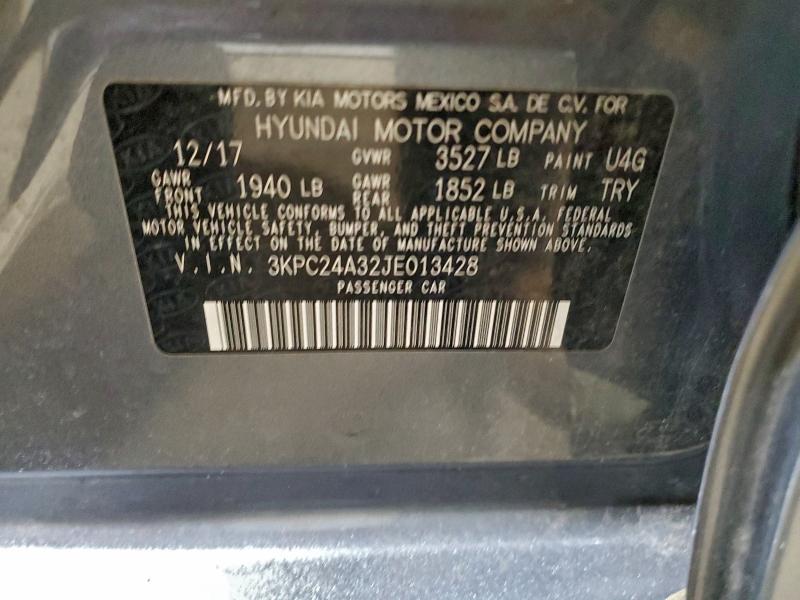 MFD. BY KIA MOTORS MEXICO S.A. DE C.V. FOR
HYUNDAI MOTOR COMPANY
12/17 GVWR 3527 LB PAINT U4G
GAWR FRONT 1940 LB GAWR REAR 1852 LB TRIM TRY
THIS VEHICLE CONFORMS TO ALL APPLICABLE U.S.A. FEDERAL
MOTOR VEHICLE SAFETY, BUMPER, AND THEFT PREVENTION STANDARDS
IN EFFECT ON THE DATE OF MANUFACTURE SHOWN ABOVE.
V.I.N. 3KPC24A32JE013428
PASSENGER CAR